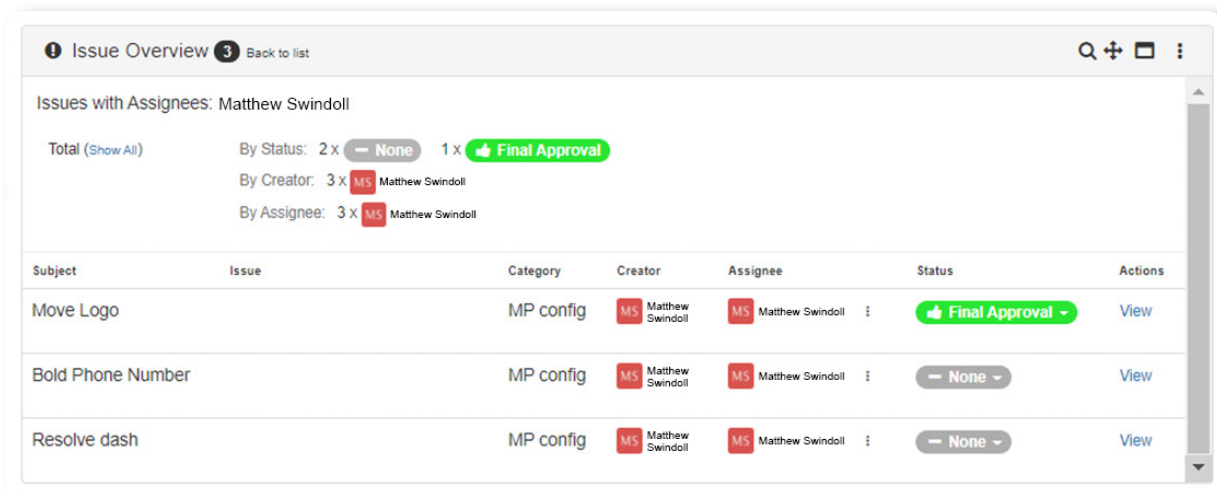 Issue Overview 3 Back to list
Issues with Assignees: Matthew Swindoll
Total (Show All) By Status: 2 x None 1 x Final Approval
By Creator: 3 x MS Matthew Swindoll
By Assignee: 3 x MS Matthew Swindoll
Subject Issue Category Creator Assignee Status Actions
Move Logo MP config MS Matthew Swindoll MS Matthew Swindoll Final Approval View
Bold Phone Number MP config MS Matthew Swindoll MS Matthew Swindoll None View
Resolve dash MP config MS Matthew Swindoll MS Matthew Swindoll None View